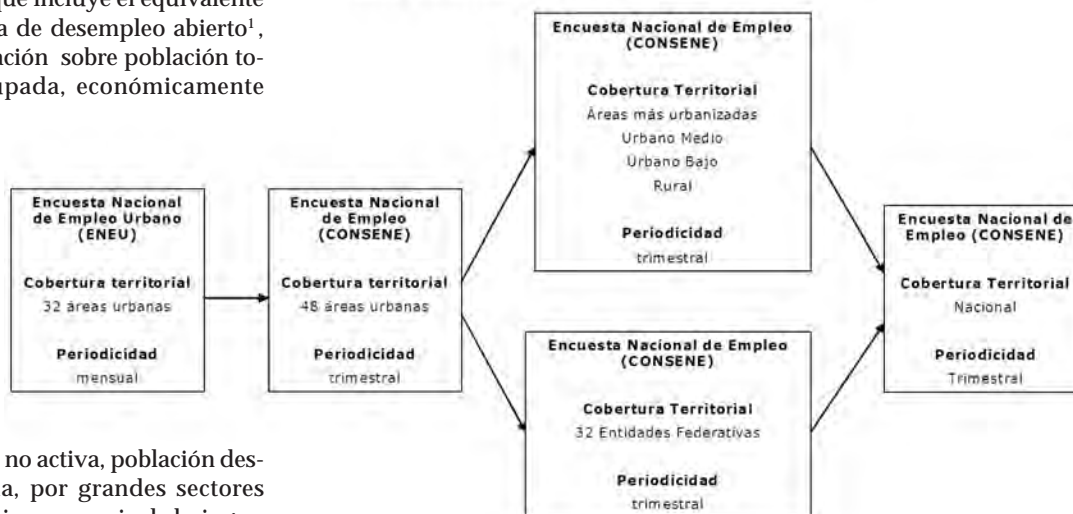 que incluye el equivalente
a de desempleo abierto¹,
ación sobre población to-
upada, económicamente
no activa, población des-
a, por grandes sectores
Encuesta Nacional
de Empleo Urbano
(ENEU)
Cobertura territorial
32 áreas urbanas
Periodicidad
mensual
Encuesta Nacional
de Empleo
(CONSENE)
Cobertura territorial
48 áreas urbanas
Periodicidad
trimestral
Encuesta Nacional de Empleo
(CONSENE)
Cobertura Territorial
Áreas más urbanizadas
Urbano Medio
Urbano Bajo
Rural
Periodicidad
trimestral
Encuesta Nacional de Empleo
(CONSENE)
Cobertura Territorial
32 Entidades Federativas
Periodicidad
trimestral
Encuesta Nacional de
Empleo (CONSENE)
Cobertura Territorial
Nacional
Periodicidad
Trimestral